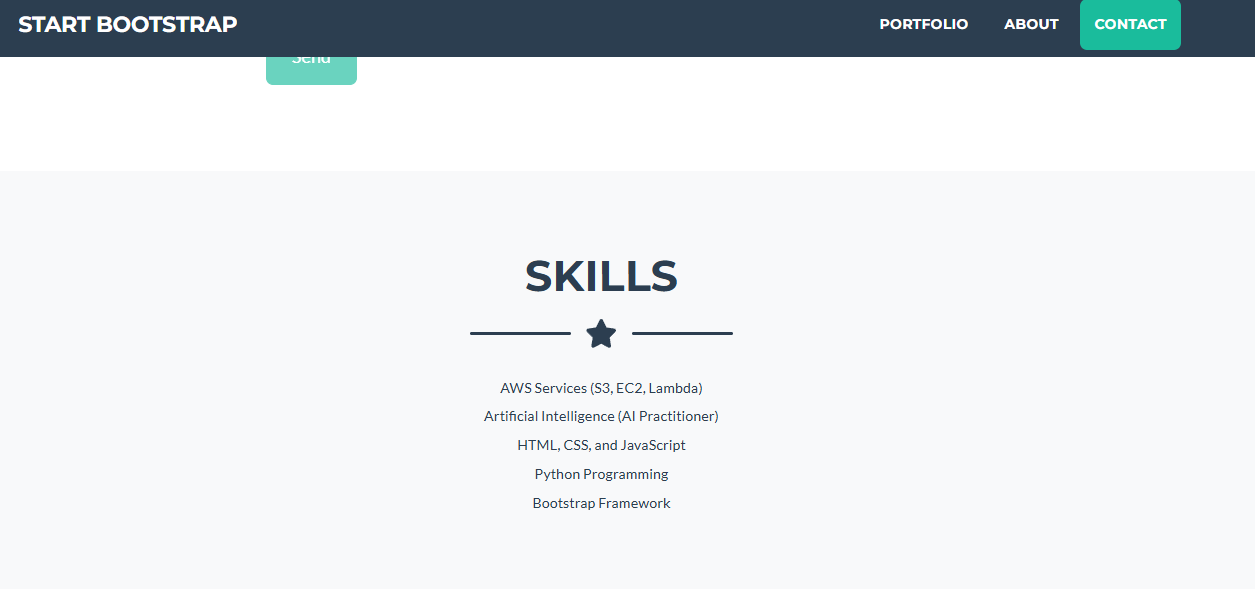 START BOOTSTRAP
PORTFOLIO ABOUT CONTACT
Send
SKILLS
AWS Services (S3, EC2, Lambda)
Artificial Intelligence (AI Practitioner)
HTML, CSS, and JavaScript
Python Programming
Bootstrap Framework